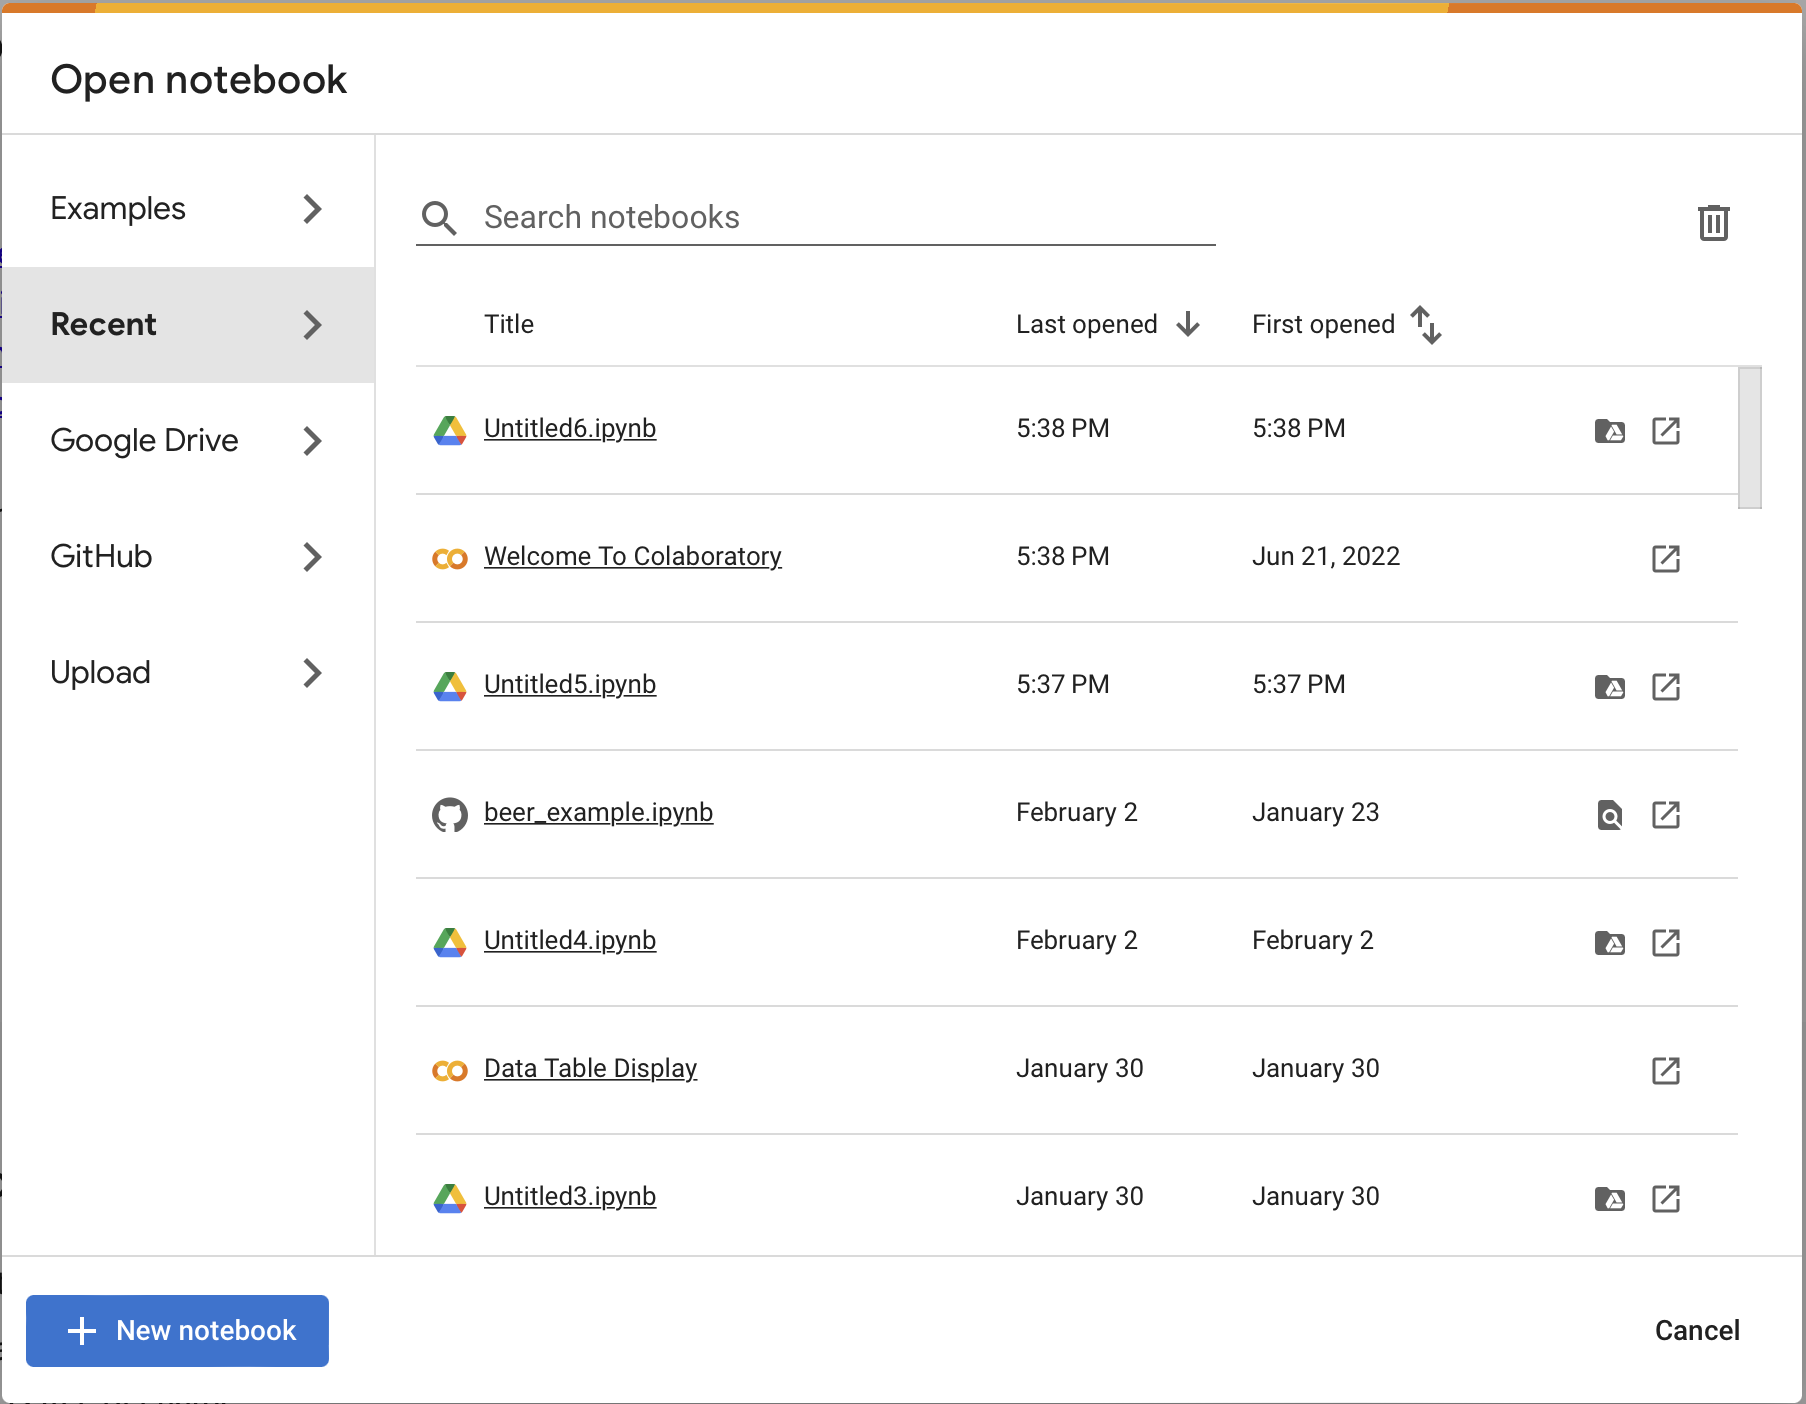 Open notebook
Examples
Recent
Google Drive
GitHub
Upload
Search notebooks
Title Last opened First opened
Untitled6.ipynb 5:38 PM 5:38 PM
Welcome To Colaboratory 5:38 PM Jun 21, 2022
Untitled5.ipynb 5:37 PM 5:37 PM
beer_example.ipynb February 2 January 23
Untitled4.ipynb February 2 February 2
Data Table Display January 30 January 30
Untitled3.ipynb January 30 January 30
New notebook
Cancel